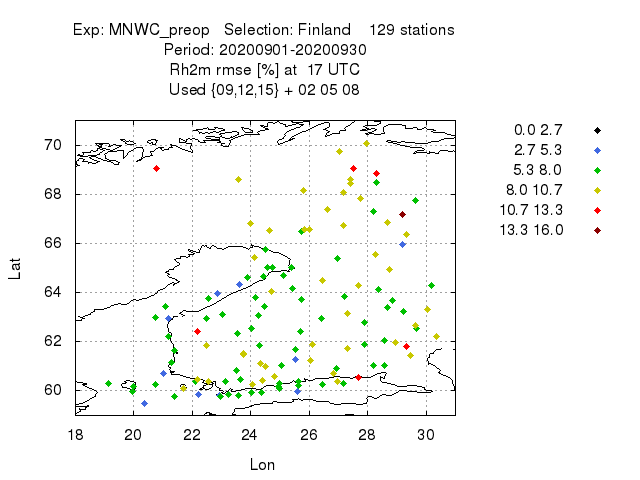 Exp: MNWC_preop   Selection: Finland    129 stations
Period: 20200901-20200930
Rh2m rmse [%] at  17 UTC
Used {09,12,15} + 02 05 08
0.0 2.7
2.7 5.3
5.3 8.0
8.0 10.7
10.7 13.3
13.3 16.0
70
68
66
64
62
60
Lat
18 20 22 24 26 28 30
Lon